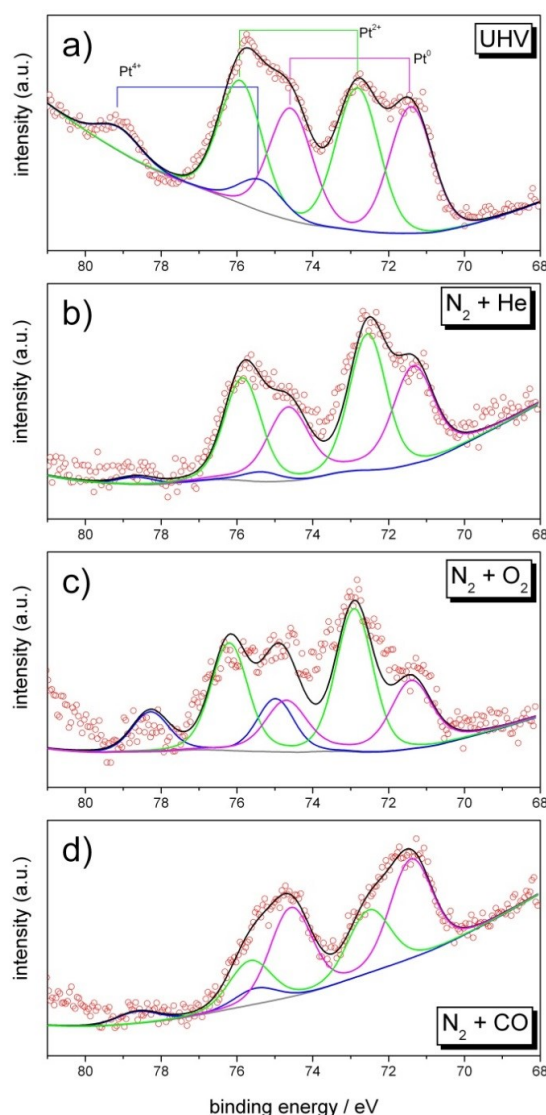 a)
UHV
Pt²⁺
Pt⁰
Pt⁴⁺
intensity (a.u.)
80 78 76 74 72 70 68
b)
N₂ + He
intensity (a.u.)
80 78 76 74 72 70 68
c)
N₂ + O₂
intensity (a.u.)
80 78 76 74 72 70 68
d)
N₂ + CO
intensity (a.u.)
80 78 76 74 72 70 68
binding energy / eV